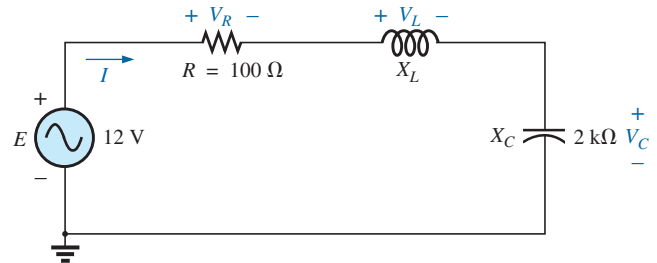 + V_R − + V_L −
I
R = 100 Ω X_L
+
E 12 V
−
X_C 2 kΩ
+
V_C
−